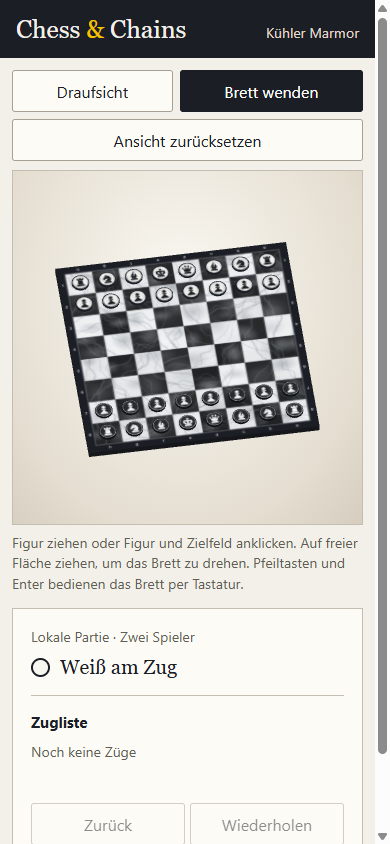 Chess & Chains
Kühler Marmor
Draufsicht
Brett wenden
Ansicht zurücksetzen
Figur ziehen oder Figur und Zielfeld anklicken. Auf freier
Fläche ziehen, um das Brett zu drehen. Pfeiltasten und
Enter bedienen das Brett per Tastatur.
Lokale Partie · Zwei Spieler
Weiß am Zug
Zugliste
Noch keine Züge
Zurück
Wiederholen